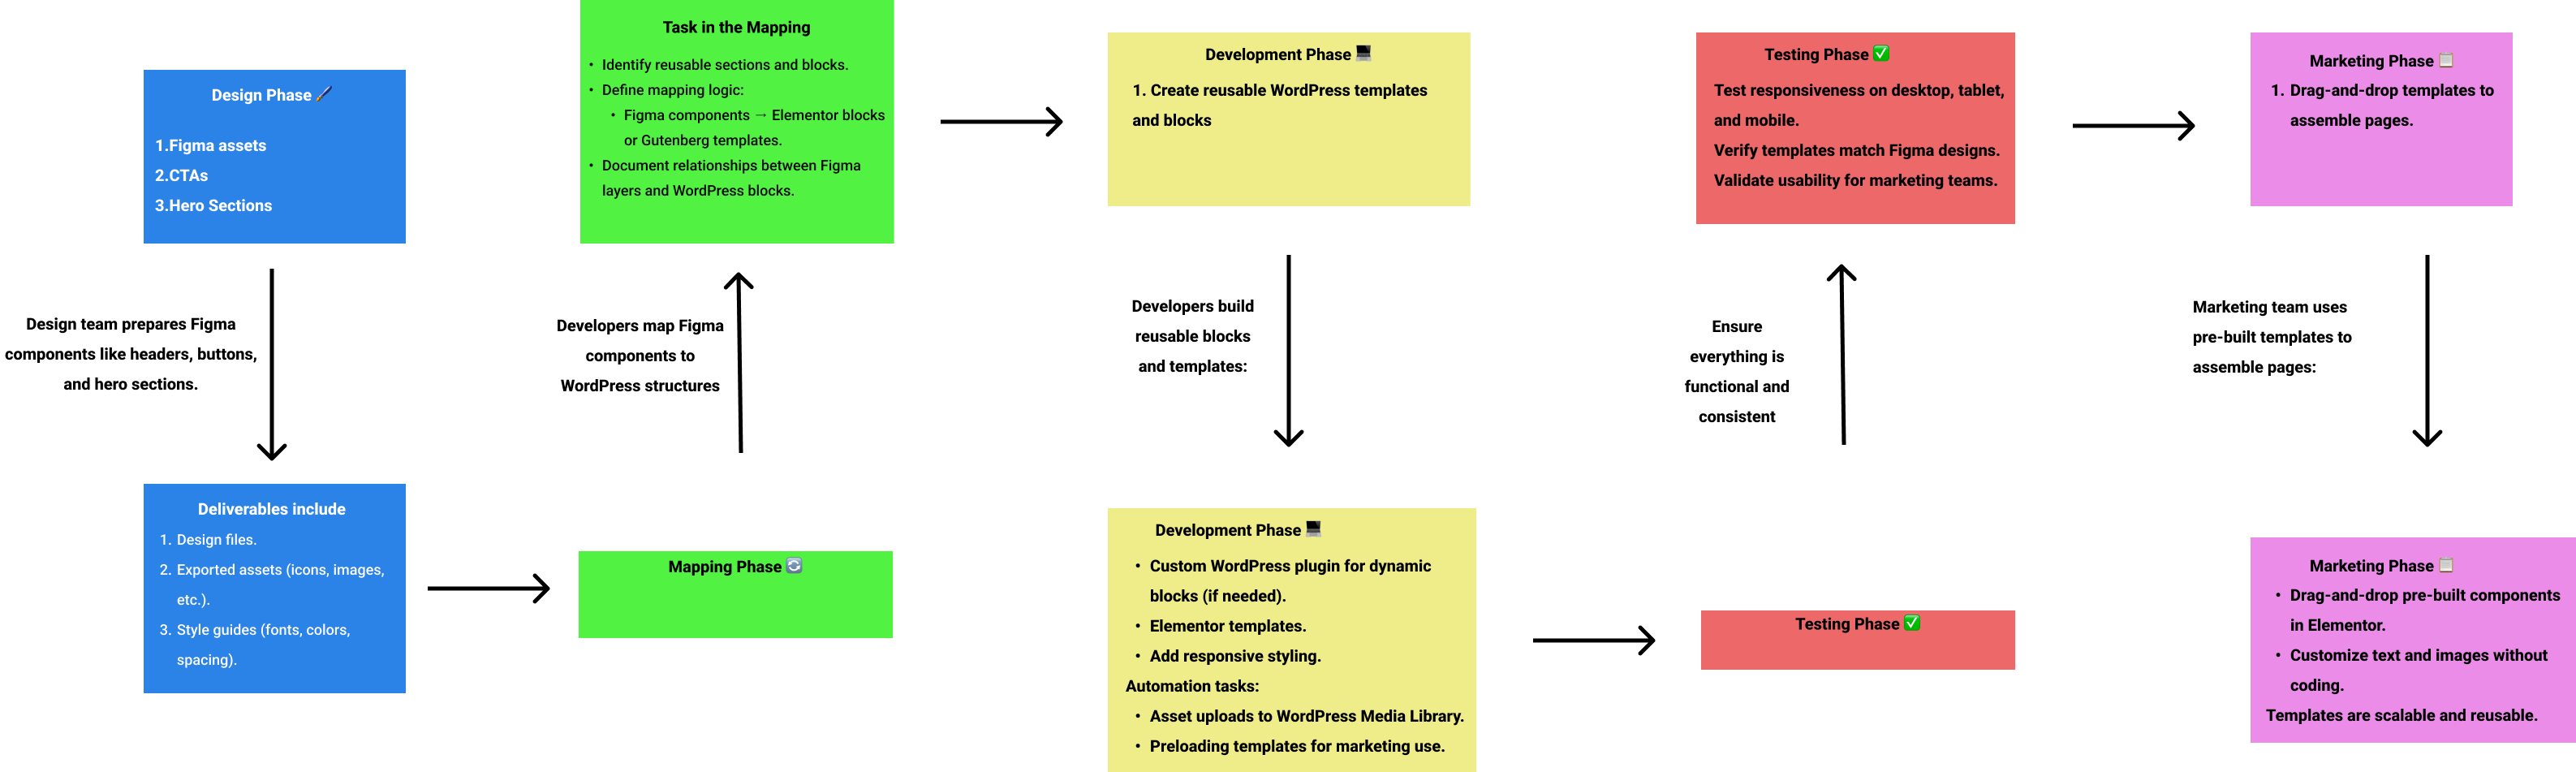 Design Phase 🖌️
1.Figma assets
2.CTAs
3.Hero Sections
Design team prepares Figma
components like headers, buttons,
and hero sections.
Deliverables include
1. Design files.
2. Exported assets (icons, images,
etc.).
3. Style guides (fonts, colors,
spacing).
Mapping Phase 🔄
Developers map Figma
components to
WordPress structures
Task in the Mapping
• Identify reusable sections and blocks.
• Define mapping logic:
• Figma components → Elementor blocks
or Gutenberg templates.
• Document relationships between Figma
layers and WordPress blocks.
Development Phase 💻
1. Create reusable WordPress templates
and blocks
Developers build
reusable blocks
and templates:
Development Phase 💻
• Custom WordPress plugin for dynamic
blocks (if needed).
• Elementor templates.
• Add responsive styling.
Automation tasks:
• Asset uploads to WordPress Media Library.
• Preloading templates for marketing use.
Testing Phase ✅
Ensure
everything is
functional and
consistent
Testing Phase ✅
Test responsiveness on desktop, tablet,
and mobile.
Verify templates match Figma designs.
Validate usability for marketing teams.
Marketing Phase 📋
1. Drag-and-drop templates to
assemble pages.
Marketing team uses
pre-built templates to
assemble pages:
Marketing Phase 📋
• Drag-and-drop pre-built components
in Elementor.
• Customize text and images without
coding.
Templates are scalable and reusable.